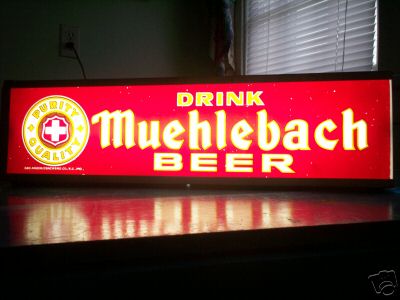 DRINK
Muehlebach
BEER
PURITY
QUALITY